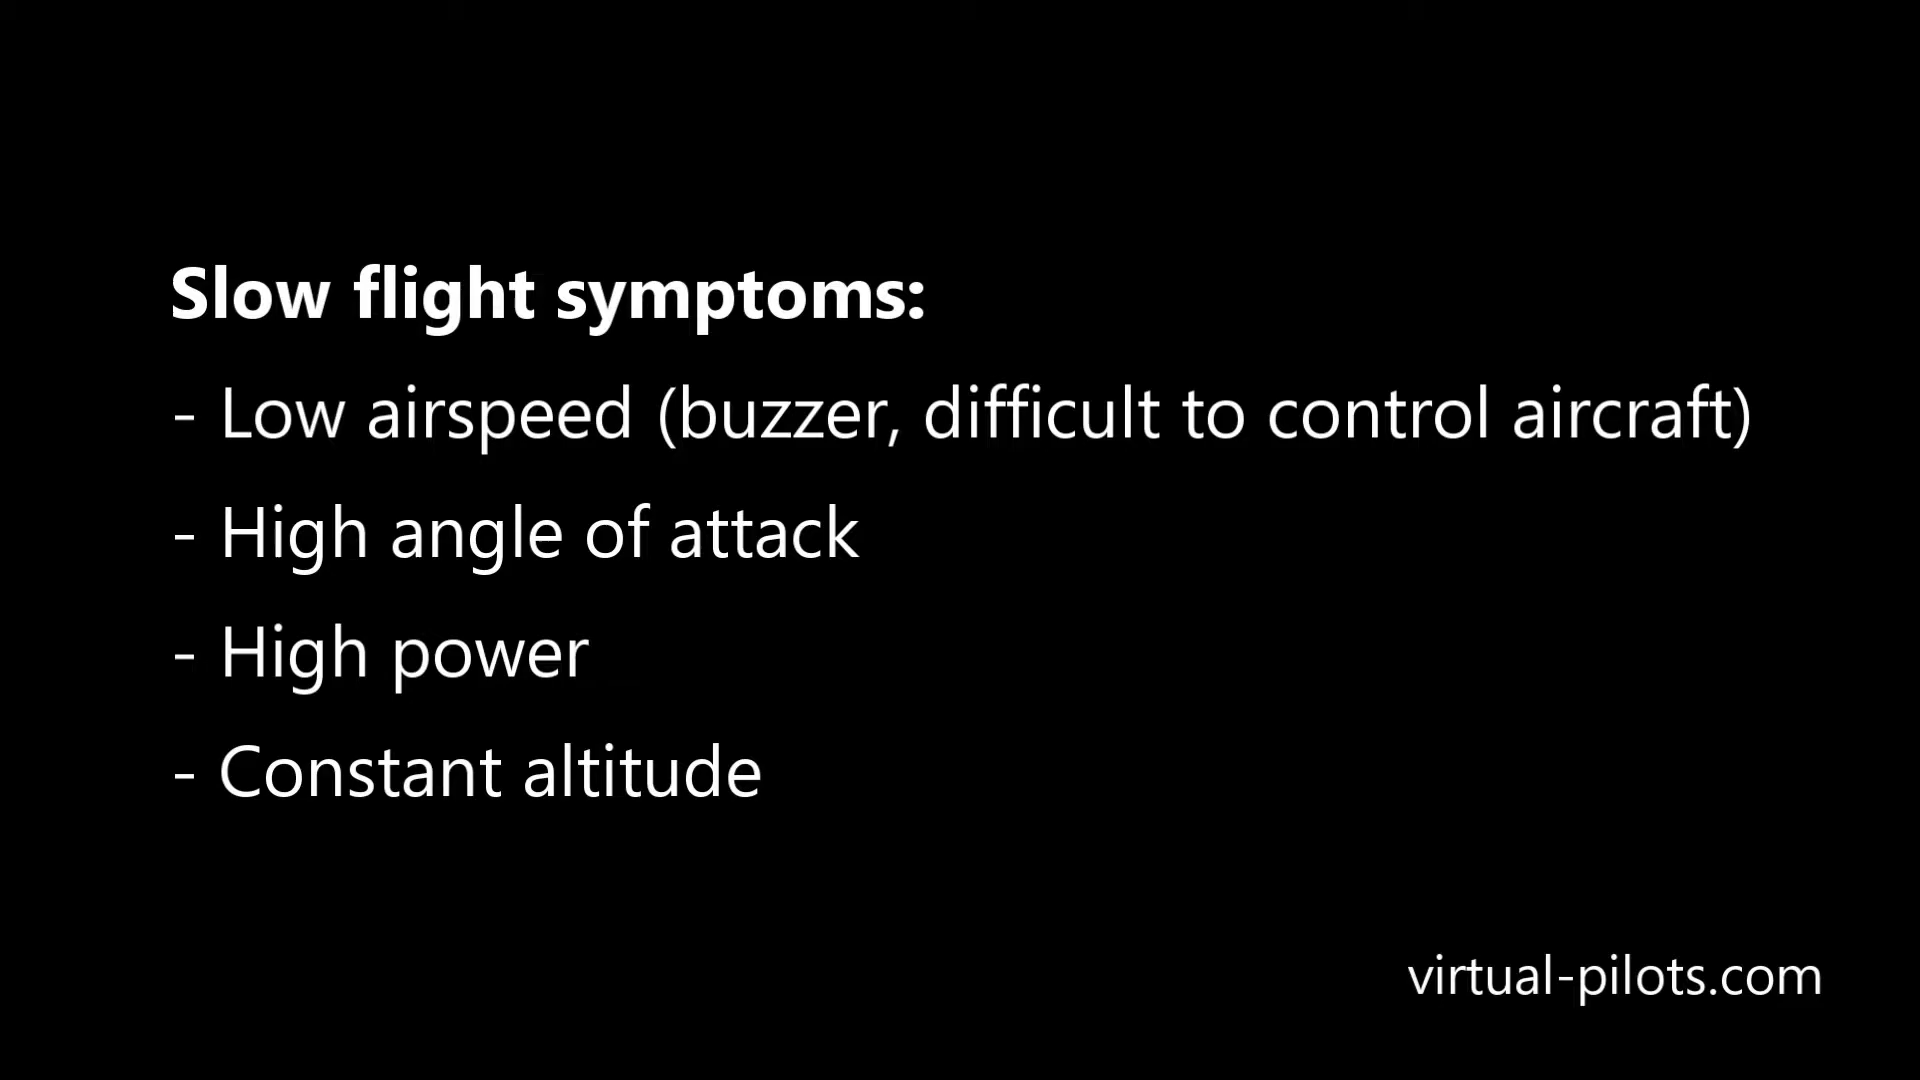 Slow flight symptoms:
- Low airspeed (buzzer, difficult to control aircraft)
- High angle of attack
- High power
- Constant altitude
virtual-pilots.com